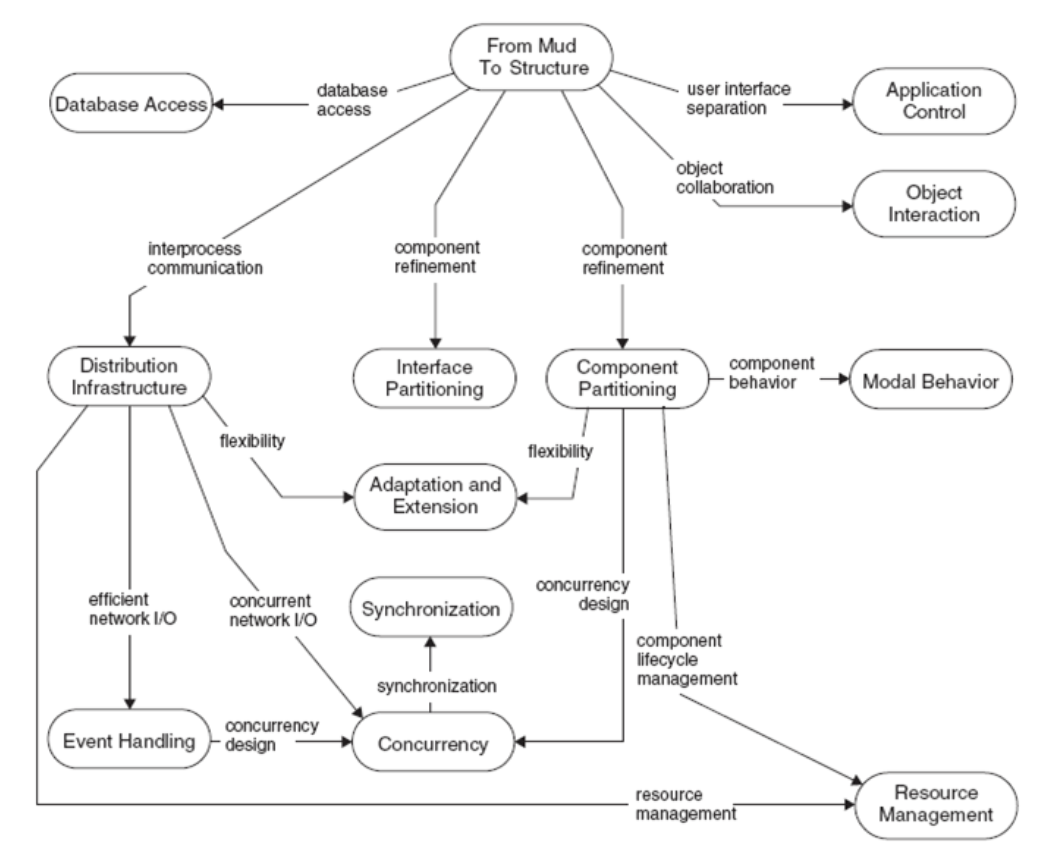 From Mud
To Structure
Database Access
database
access
user interface
separation
Application
Control
object
collaboration
Object
Interaction
interprocess
communication
component
refinement
component
refinement
Distribution
Infrastructure
Interface
Partitioning
Component
Partitioning
component
behavior
Modal Behavior
flexibility
flexibility
Adaptation and
Extension
efficient
network I/O
concurrent
network I/O
Synchronization
concurrency
design
component
lifecycle
management
synchronization
Event Handling
concurrency
design
Concurrency
resource
management
Resource
Management